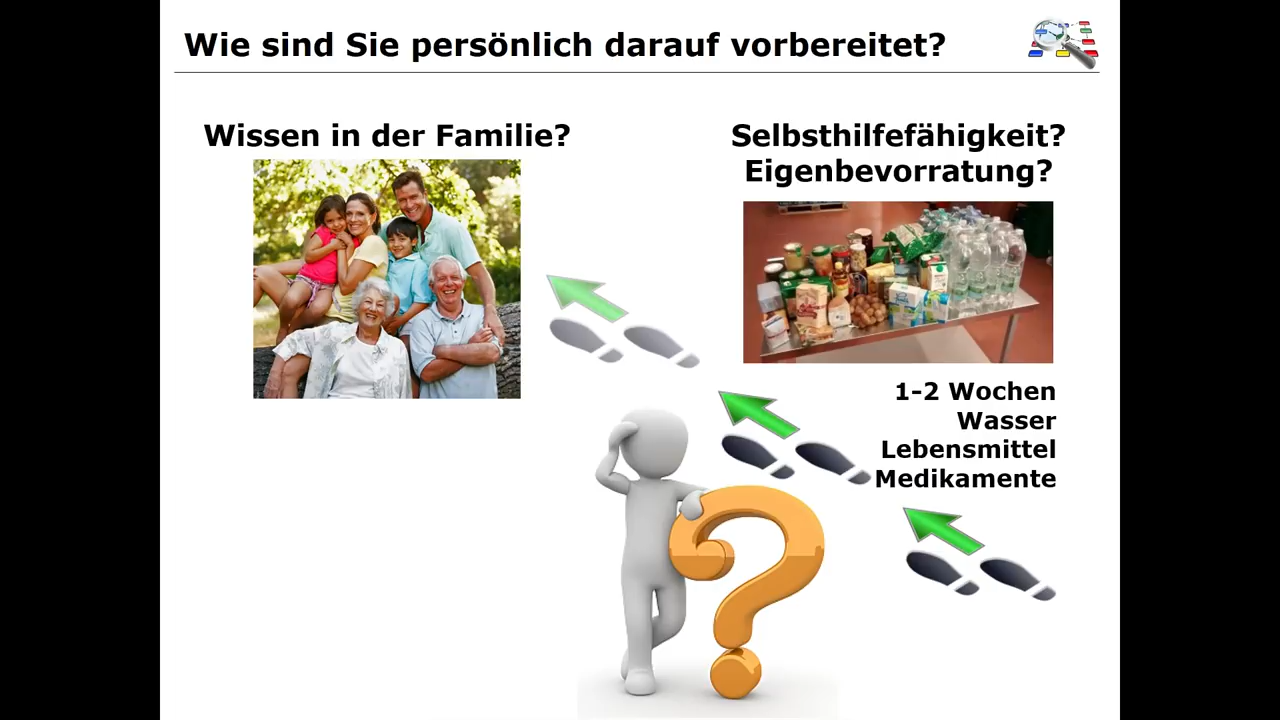 Wie sind Sie persönlich darauf vorbereitet?
Wissen in der Familie?
Selbsthilfefähigkeit?
Eigenbevorratung?
1-2 Wochen
Wasser
Lebensmittel
Medikamente